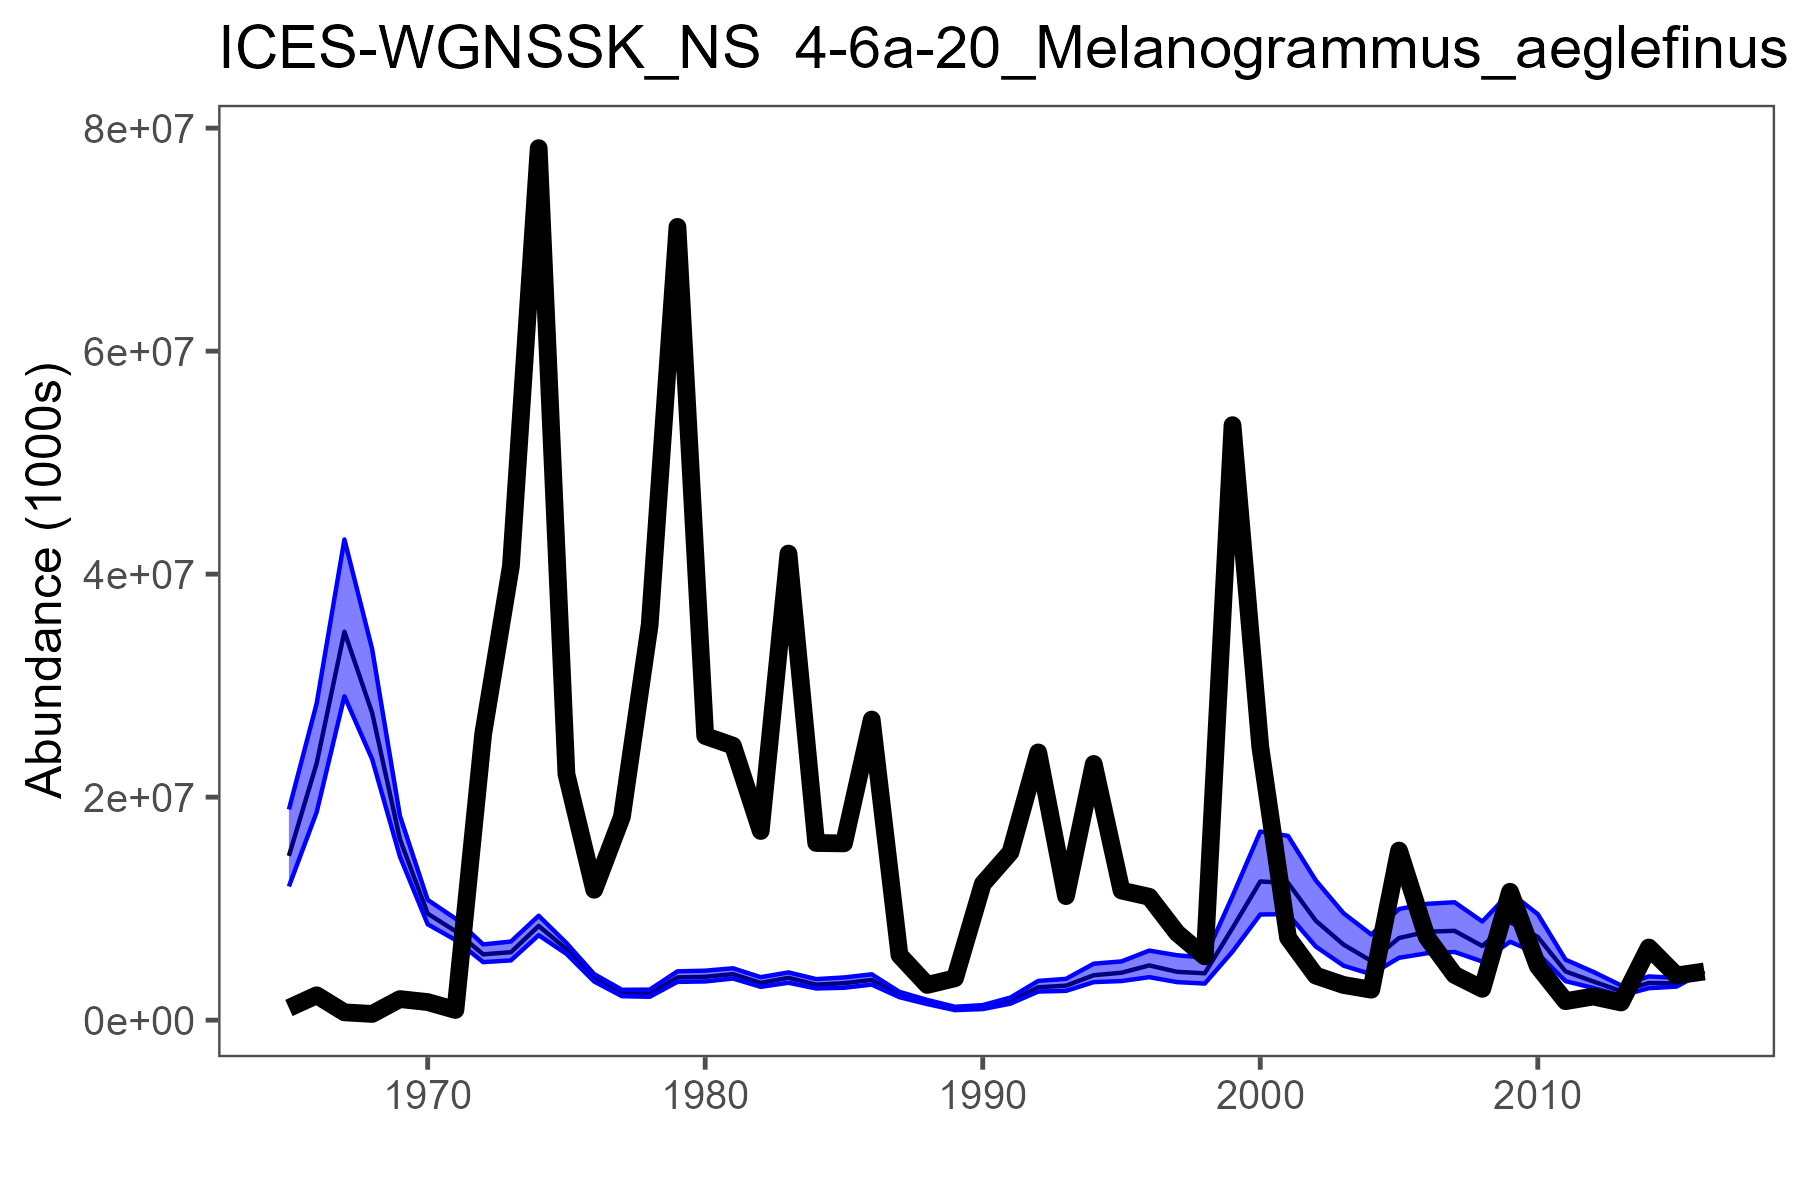 ICES-WGNSSK_NS  4-6a-20_Melanogrammus_aeglefinus
Abundance (1000s)
8e+07
6e+07
4e+07
2e+07
0e+00
1970 1980 1990 2000 2010